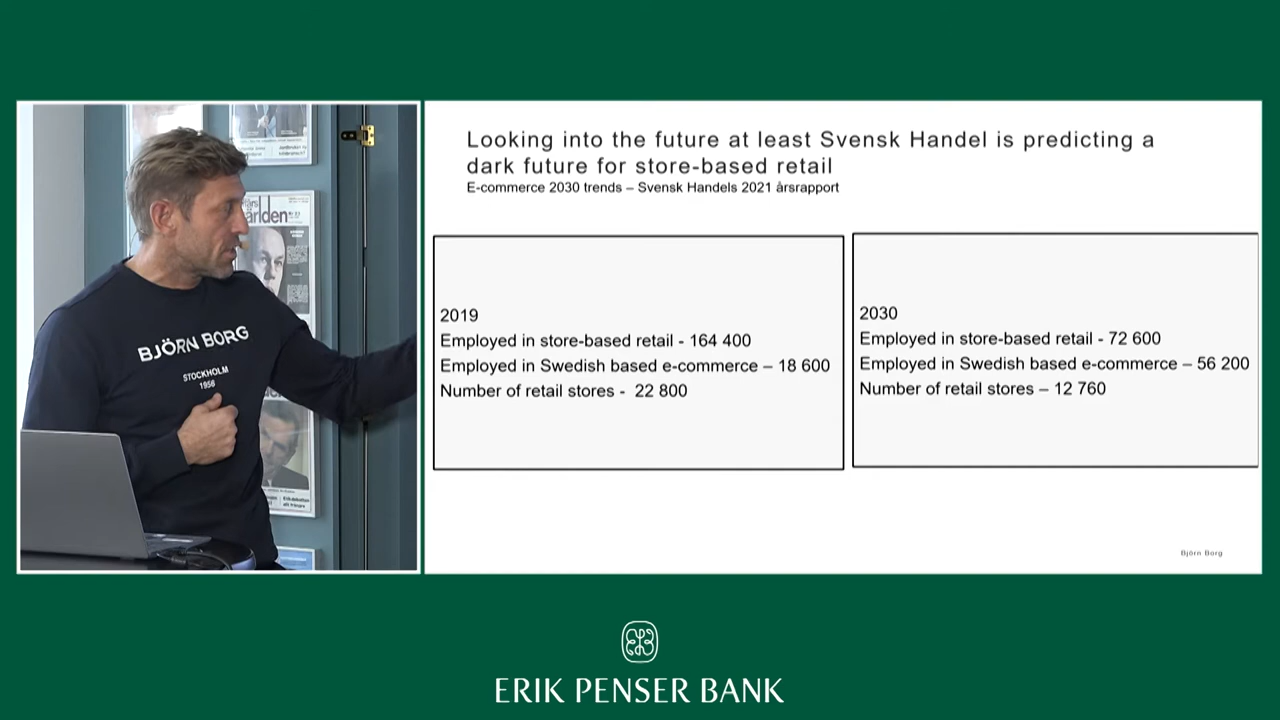 Looking into the future at least Svensk Handel is predicting a
dark future for store-based retail
E-commerce 2030 trends – Svensk Handels 2021 årsrapport
2019
Employed in store-based retail - 164 400
Employed in Swedish based e-commerce – 18 600
Number of retail stores - 22 800
2030
Employed in store-based retail - 72 600
Employed in Swedish based e-commerce – 56 200
Number of retail stores – 12 760
Björn Borg
BJÖRN BORG
STOCKHOLM
1956
ERIK PENSER BANK